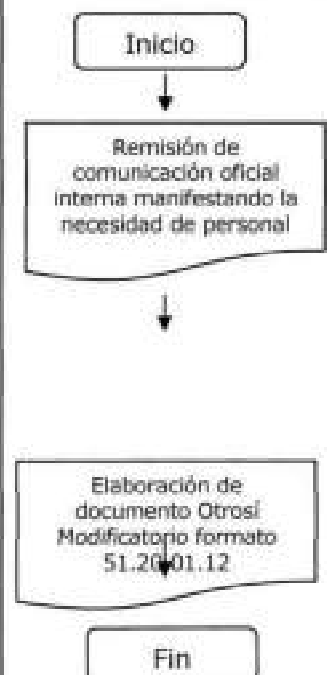 Inicio
Remisión de
comunicación oficial
interna manifestando la
necesidad de personal
Elaboración de
documento Otrosí
Modificatorio formato
51.20.01.12
Fin